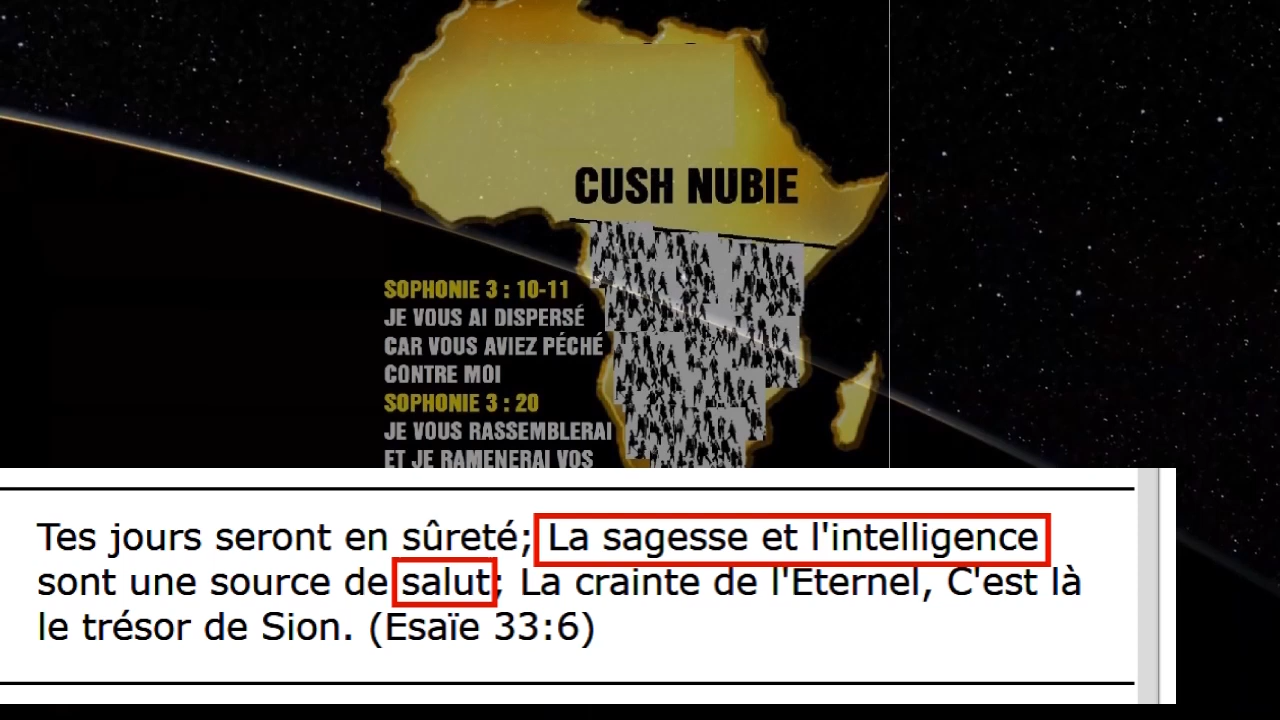 CUSH NUBIE
SOPHONIE 3 : 10-11
JE VOUS AI DISPERSÉ
CAR VOUS AVIEZ PÉCHÉ
CONTRE MOI
SOPHONIE 3 : 20
JE VOUS RASSEMBLERAI
ET JE RAMENERAI VOS
Tes jours seront en sûreté; La sagesse et l'intelligence
sont une source de salut; La crainte de l'Eternel, C'est là
le trésor de Sion. (Esaïe 33:6)